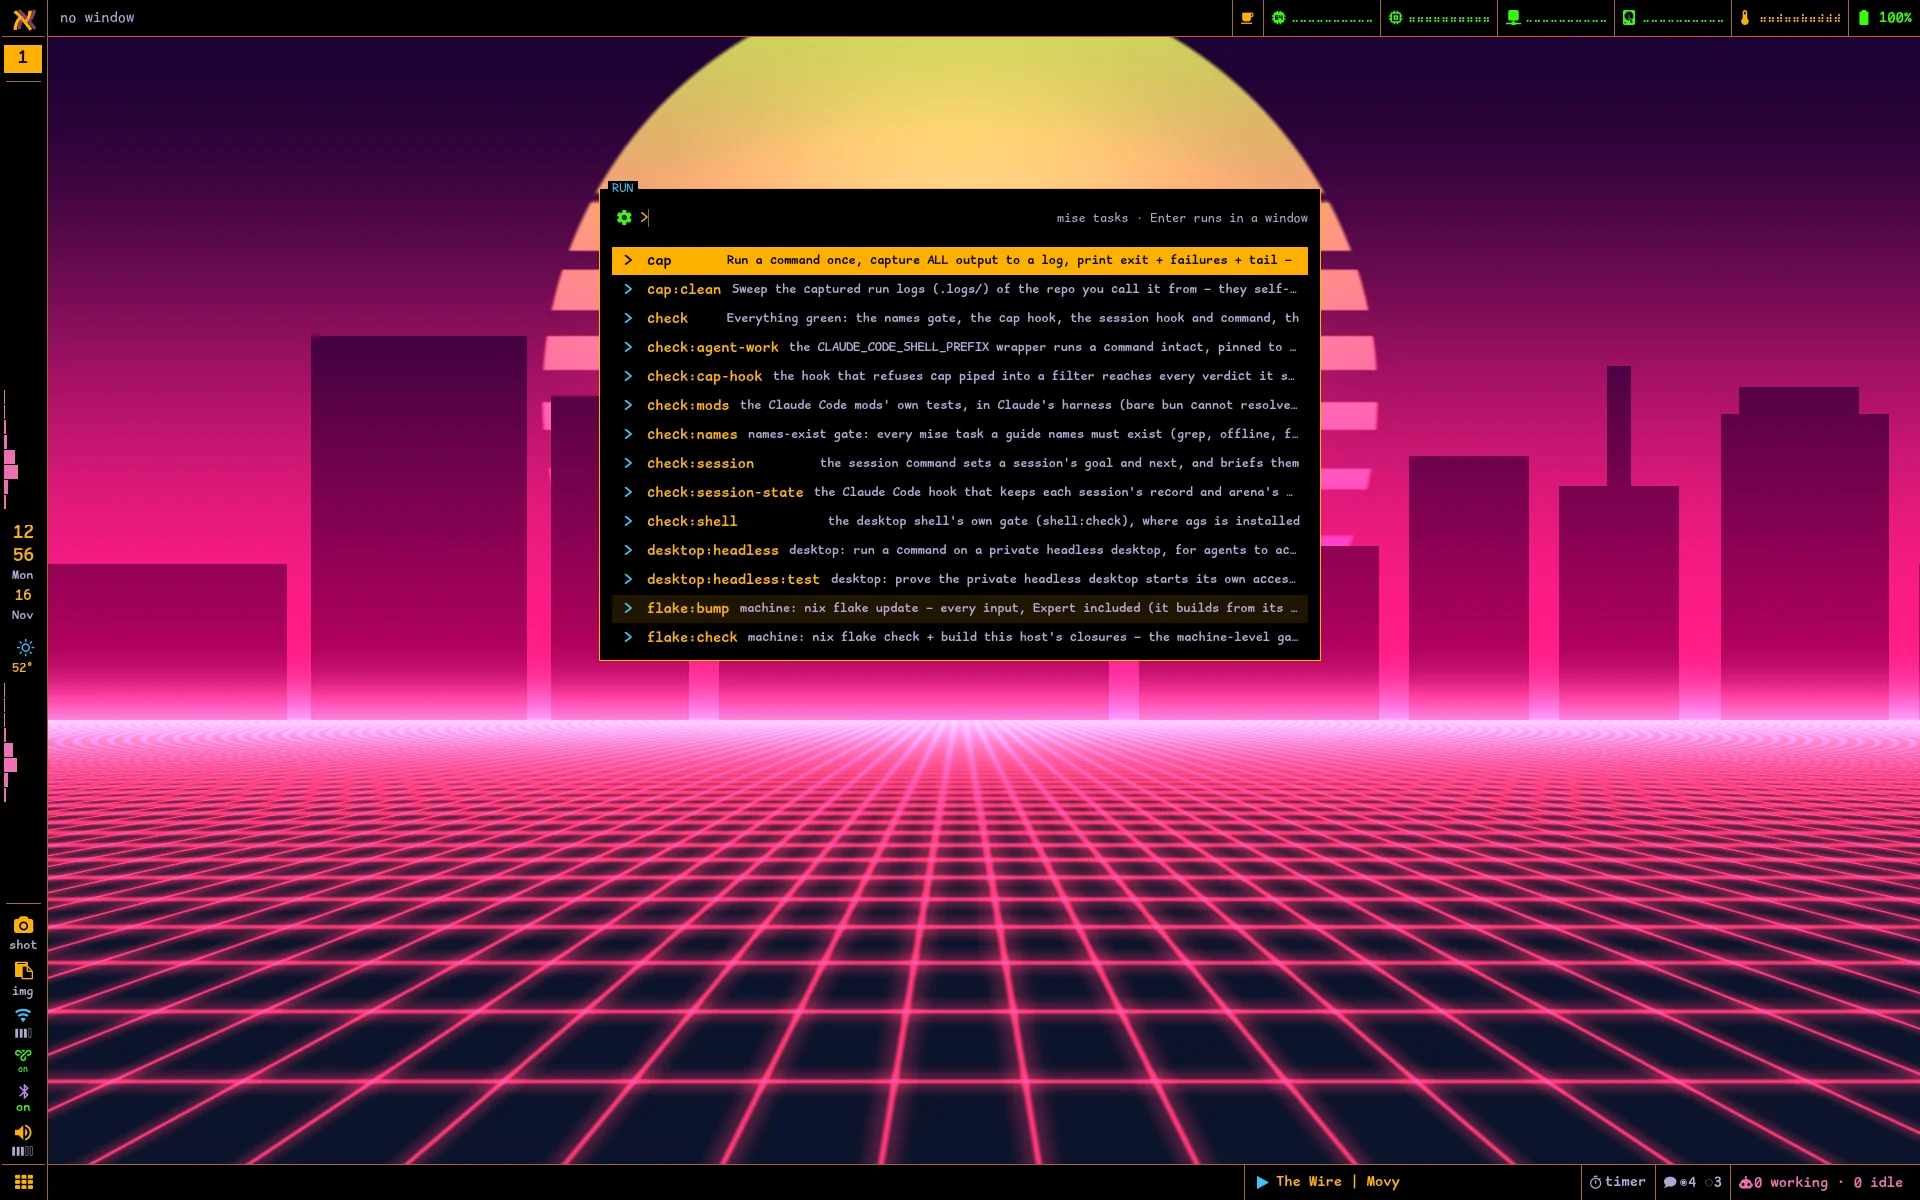 no window
100%
1
RUN
>
mise tasks · Enter runs in a window
> cap Run a command once, capture ALL output to a log, print exit + failures + tail —
> cap:clean Sweep the captured run logs (.logs/) of the repo you call it from — they self-…
> check Everything green: the names gate, the cap hook, the session hook and command, th
> check:agent-work the CLAUDE_CODE_SHELL_PREFIX wrapper runs a command intact, pinned to …
> check:cap-hook the hook that refuses cap piped into a filter reaches every verdict it s…
> check:mods the Claude Code mods' own tests, in Claude's harness (bare bun cannot resolve…
> check:names names-exist gate: every mise task a guide names must exist (grep, offline, f…
> check:session the session command sets a session's goal and next, and briefs them
> check:session-state the Claude Code hook that keeps each session's record and arena's …
> check:shell the desktop shell's own gate (shell:check), where ags is installed
> desktop:headless desktop: run a command on a private headless desktop, for agents to ac…
> desktop:headless:test desktop: prove the private headless desktop starts its own acces…
> flake:bump machine: nix flake update — every input, Expert included (it builds from its …
> flake:check machine: nix flake check + build this host's closures — the machine-level ga…
12
56
Mon
16
Nov
52°
shot
img
on
on
The Wire | Movy
timer
4 3
0 working · 0 idle